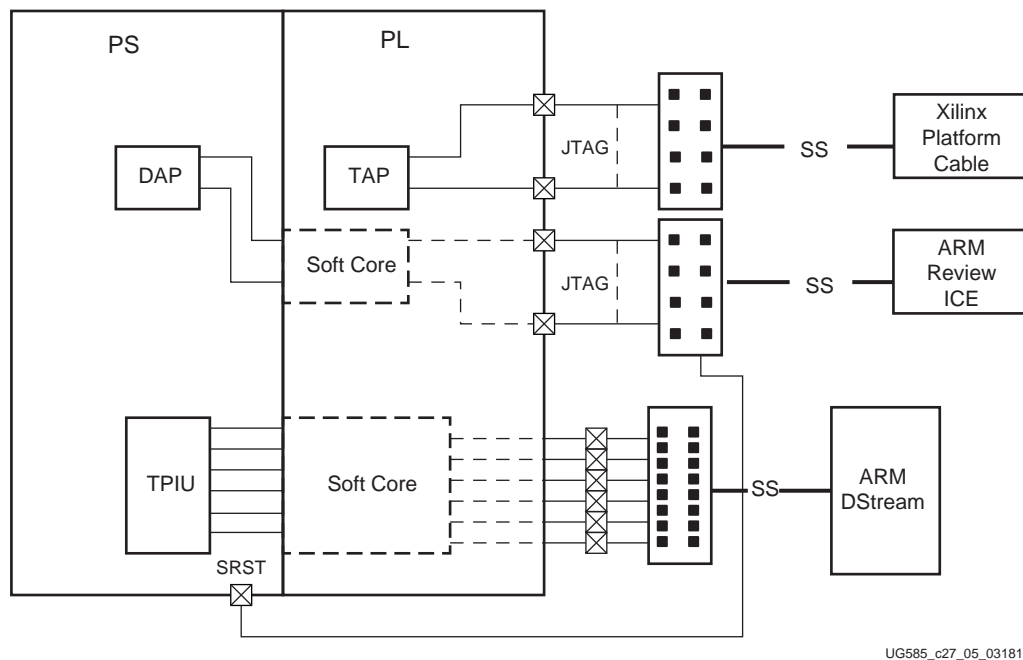 PS
PL
Xilinx
Platform
Cable
JTAG
SS
DAP
TAP
ARM
Review
ICE
Soft Core
JTAG
SS
TPIU
Soft Core
SS
ARM
DStream
SRST
UG585_c27_05_03181